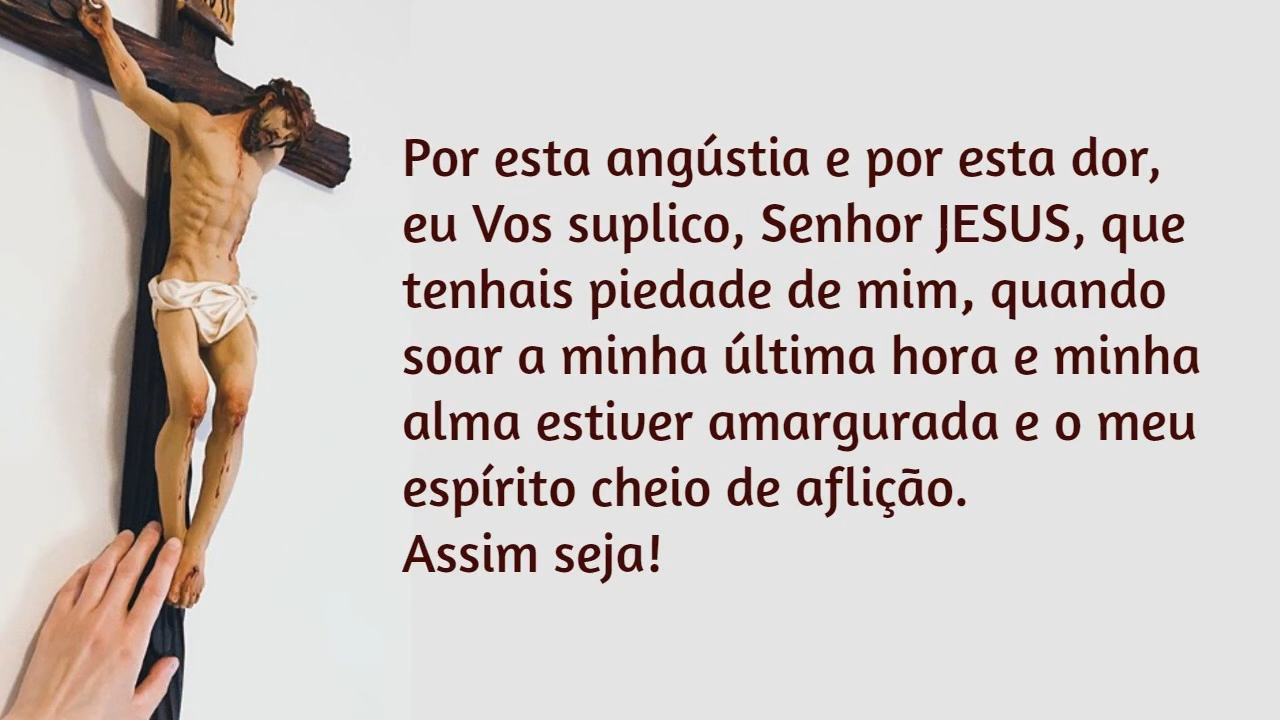 Por esta angústia e por esta dor,
eu Vos suplico, Senhor JESUS, que
tenhais piedade de mim, quando
soar a minha última hora e minha
alma estiver amargurada e o meu
espírito cheio de aflição.
Assim seja!